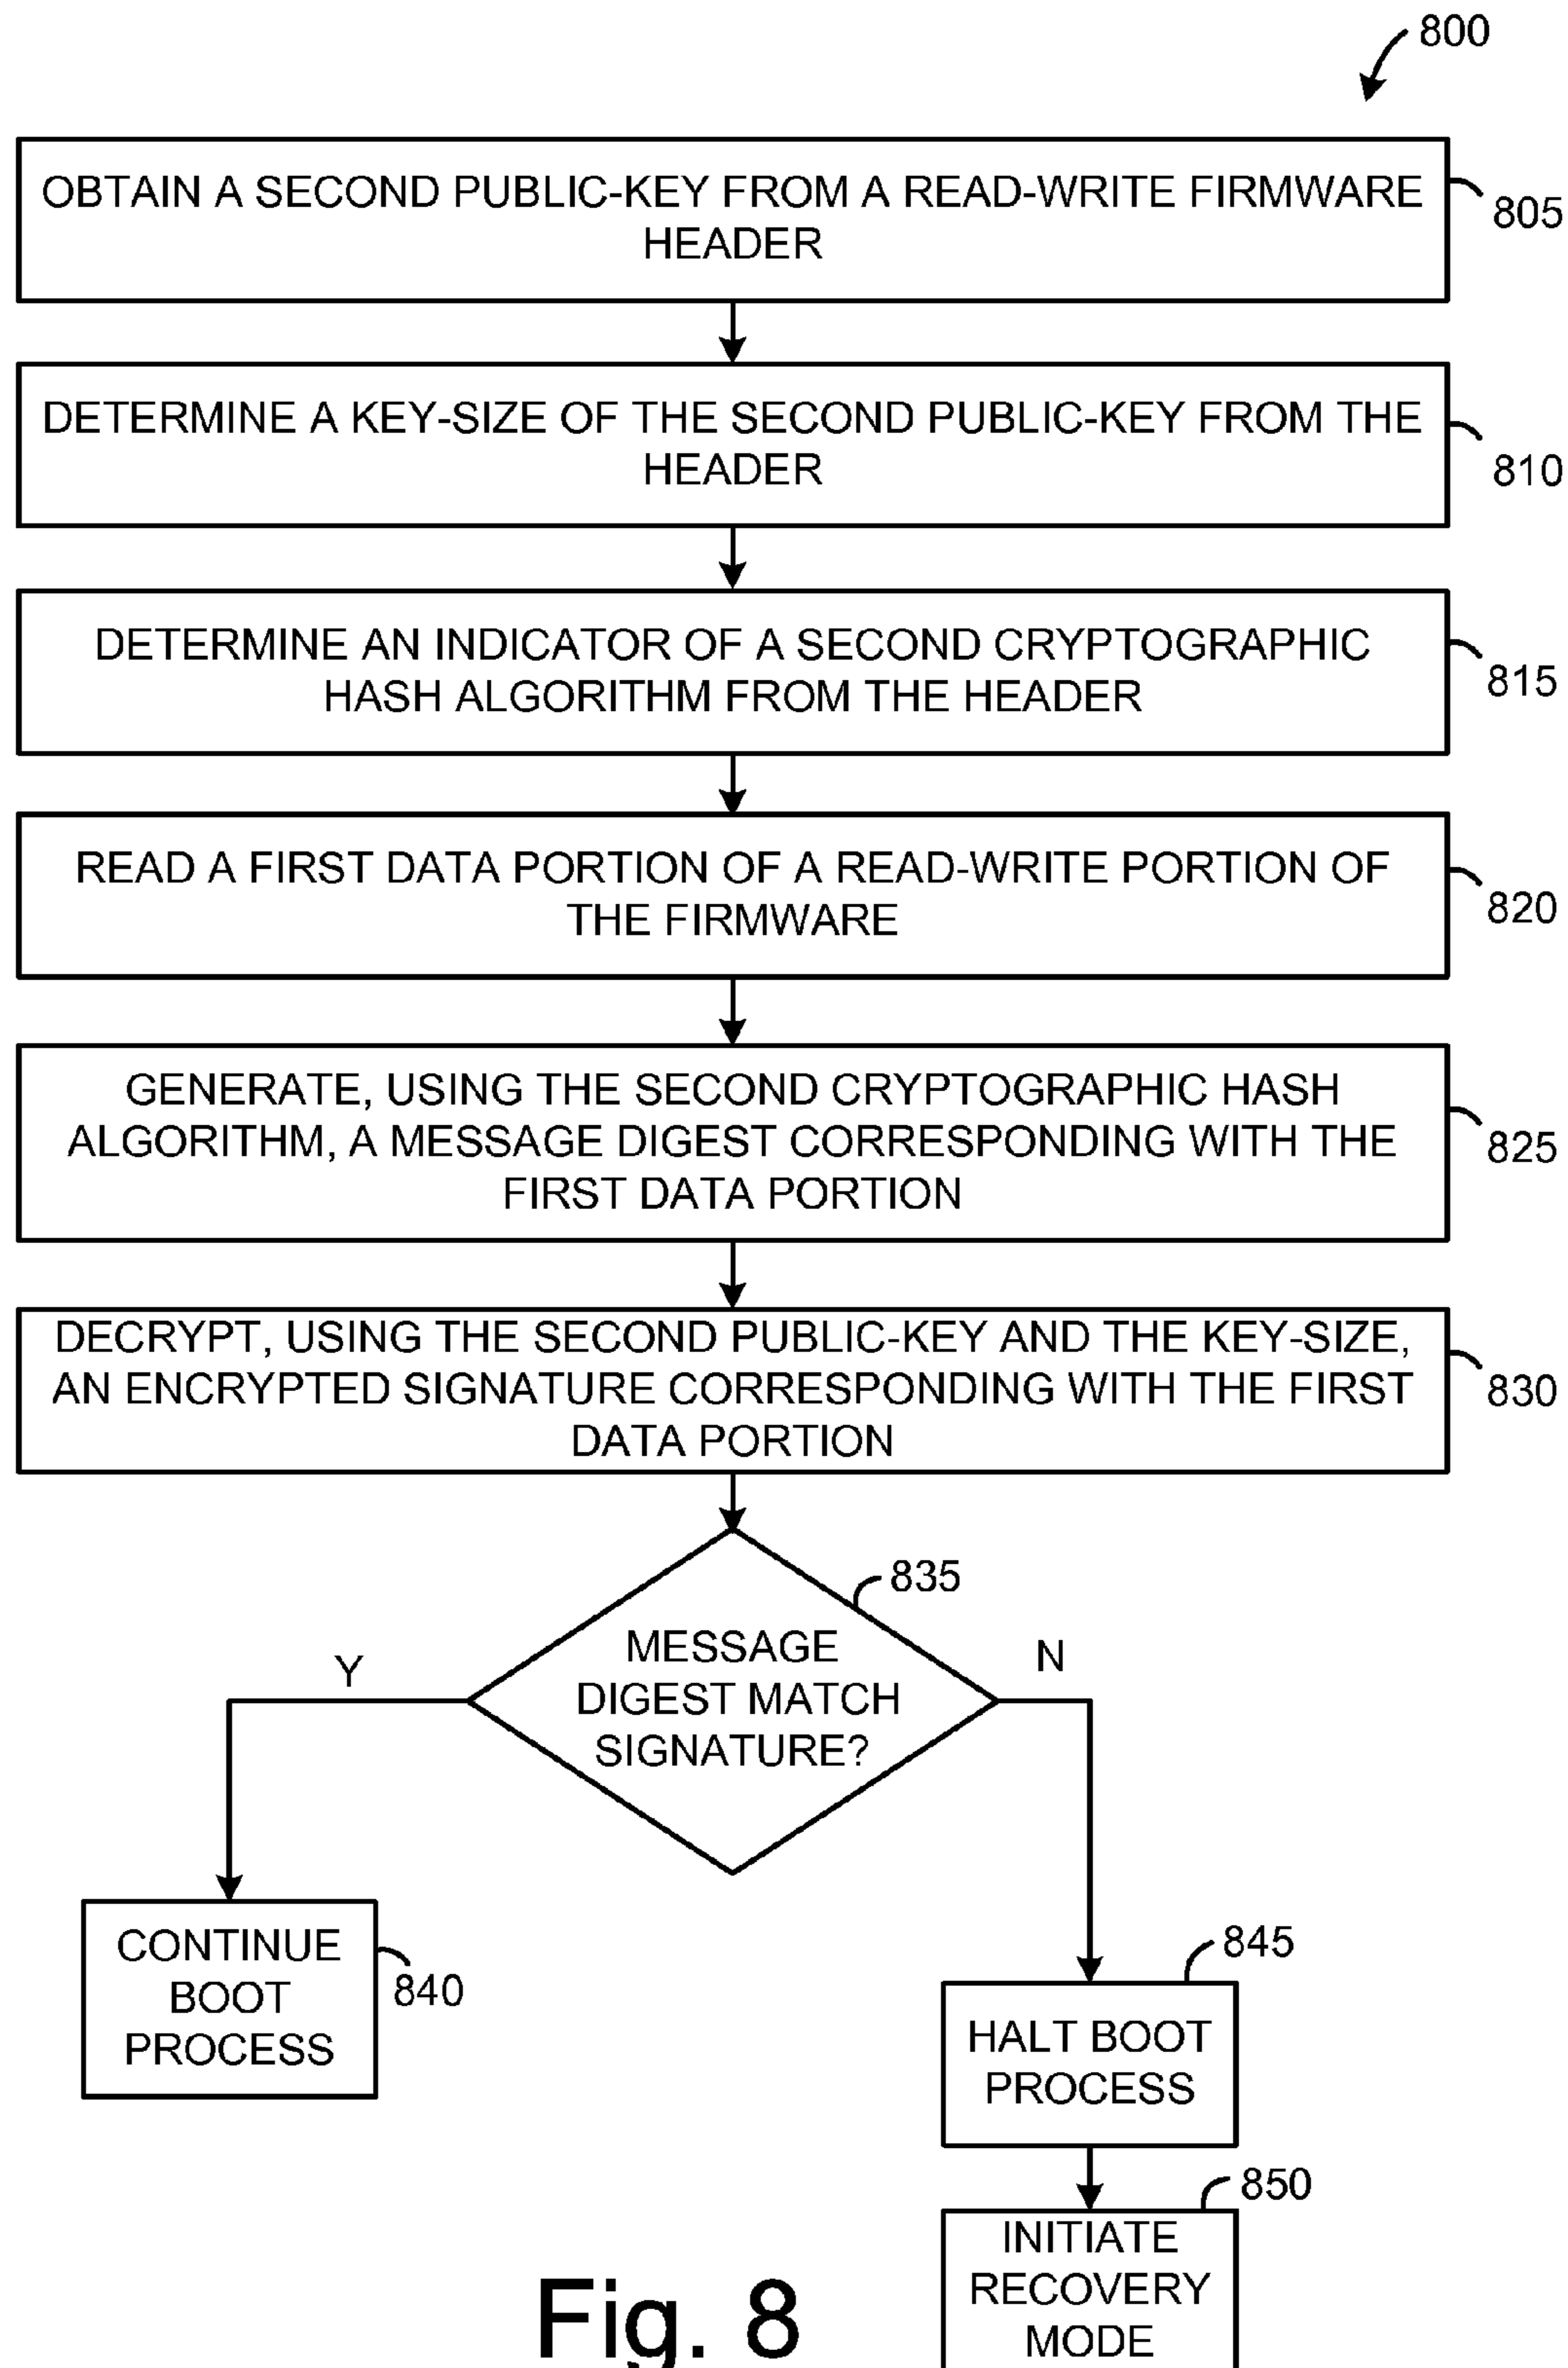 800
OBTAIN A SECOND PUBLIC-KEY FROM A READ-WRITE FIRMWARE
HEADER
805
DETERMINE A KEY-SIZE OF THE SECOND PUBLIC-KEY FROM THE
HEADER
810
DETERMINE AN INDICATOR OF A SECOND CRYPTOGRAPHIC
HASH ALGORITHM FROM THE HEADER
815
READ A FIRST DATA PORTION OF A READ-WRITE PORTION OF
THE FIRMWARE
820
GENERATE, USING THE SECOND CRYPTOGRAPHIC HASH
ALGORITHM, A MESSAGE DIGEST CORRESPONDING WITH THE
FIRST DATA PORTION
825
DECRYPT, USING THE SECOND PUBLIC-KEY AND THE KEY-SIZE,
AN ENCRYPTED SIGNATURE CORRESPONDING WITH THE FIRST
DATA PORTION
830
835
MESSAGE
DIGEST MATCH
SIGNATURE?
Y
N
CONTINUE
BOOT
PROCESS
840
845
HALT BOOT
PROCESS
850
INITIATE
RECOVERY
MODE
Fig. 8